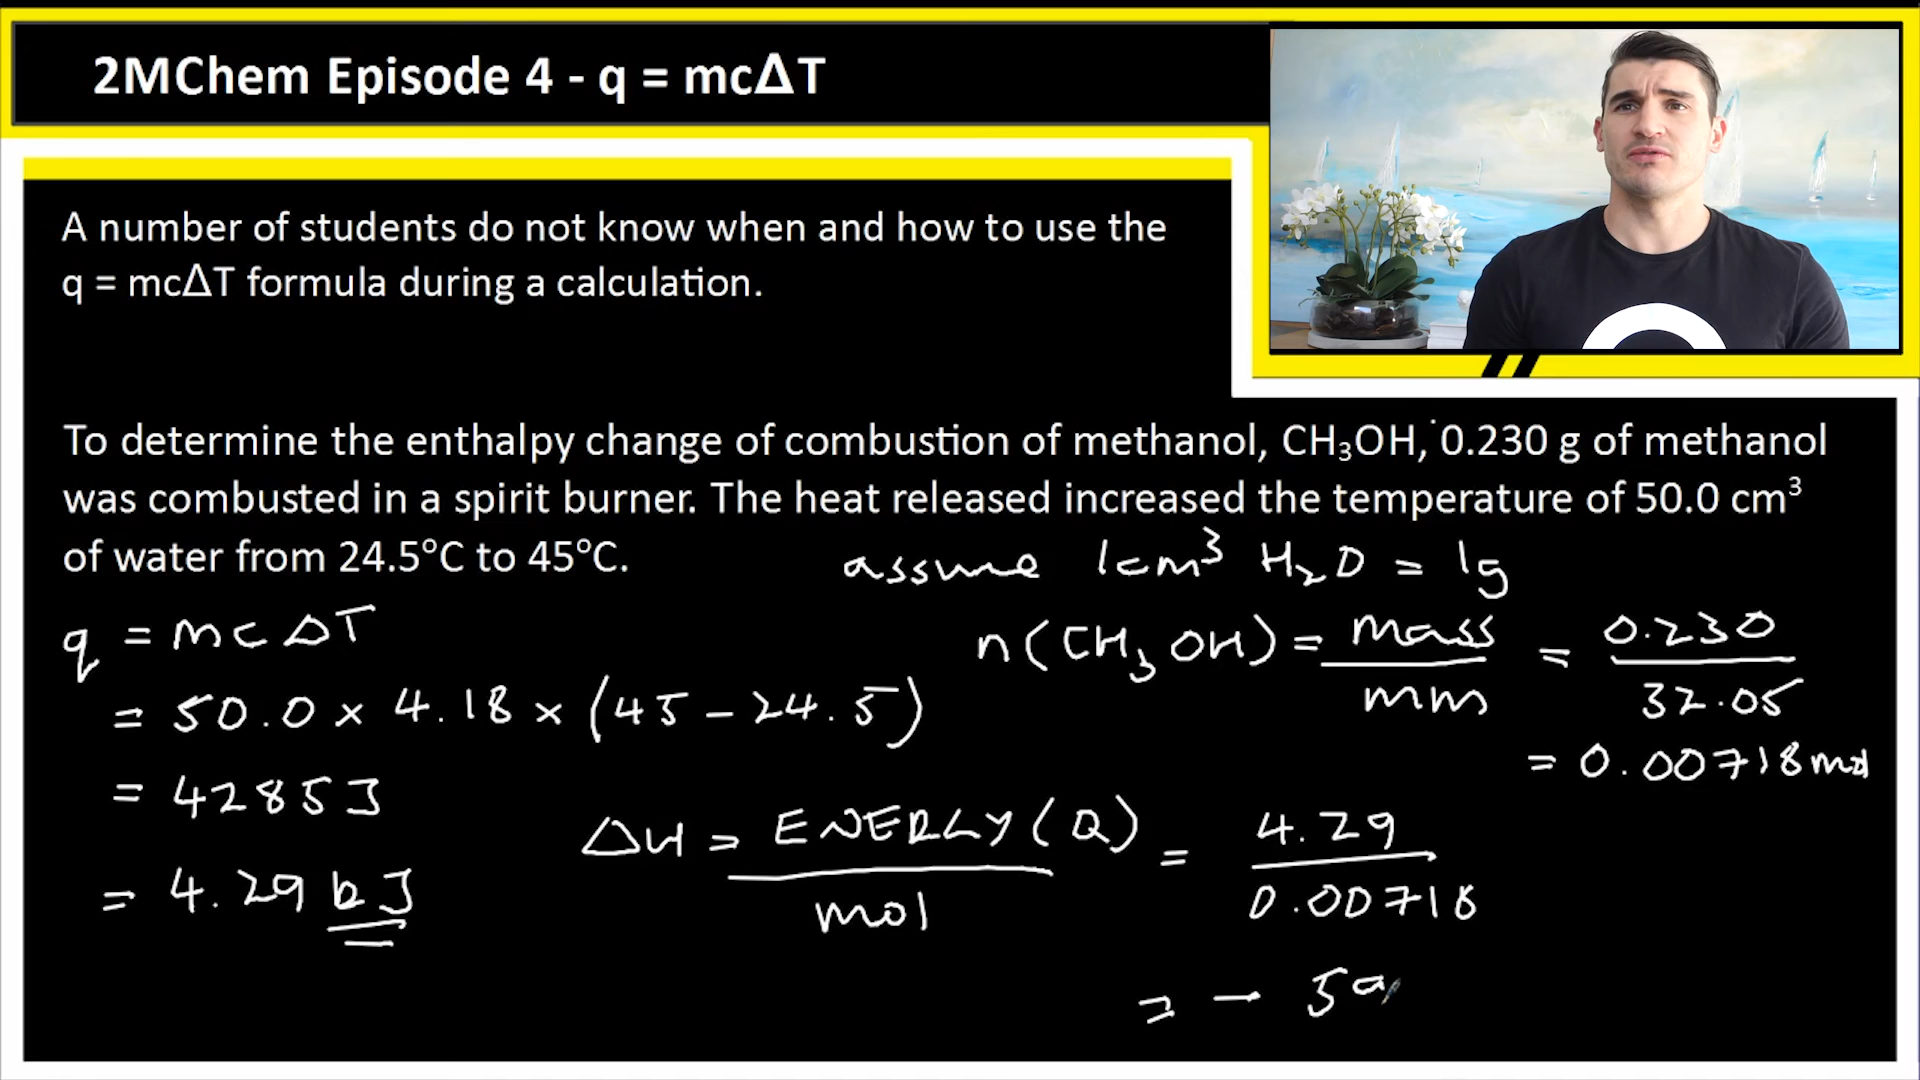 2MChem Episode 4 - q = mcΔT
A number of students do not know when and how to use the
q = mcΔT formula during a calculation.
To determine the enthalpy change of combustion of methanol, CH₃OH, 0.230 g of methanol
was combusted in a spirit burner. The heat released increased the temperature of 50.0 cm³
of water from 24.5°C to 45°C.
assume 1cm³ H₂O = 1g
q = mcΔT
= 50.0 × 4.18 × (45 – 24.5)
= 4285J
= 4.29 kJ
n(CH₃OH) = mass / mm = 0.230 / 32.05
= 0.00718 mol
ΔH = ENERGY(Q) / mol = 4.29 / 0.00718
= – 59